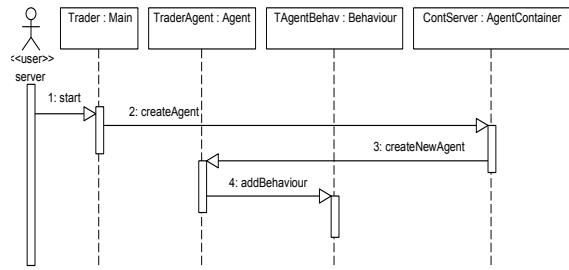 Trader : Main
TraderAgent : Agent
TAgentBehav : Behaviour
ContServer : AgentContainer
<<user>>
server
1: start
2: createAgent
3: createNewAgent
4: addBehaviour